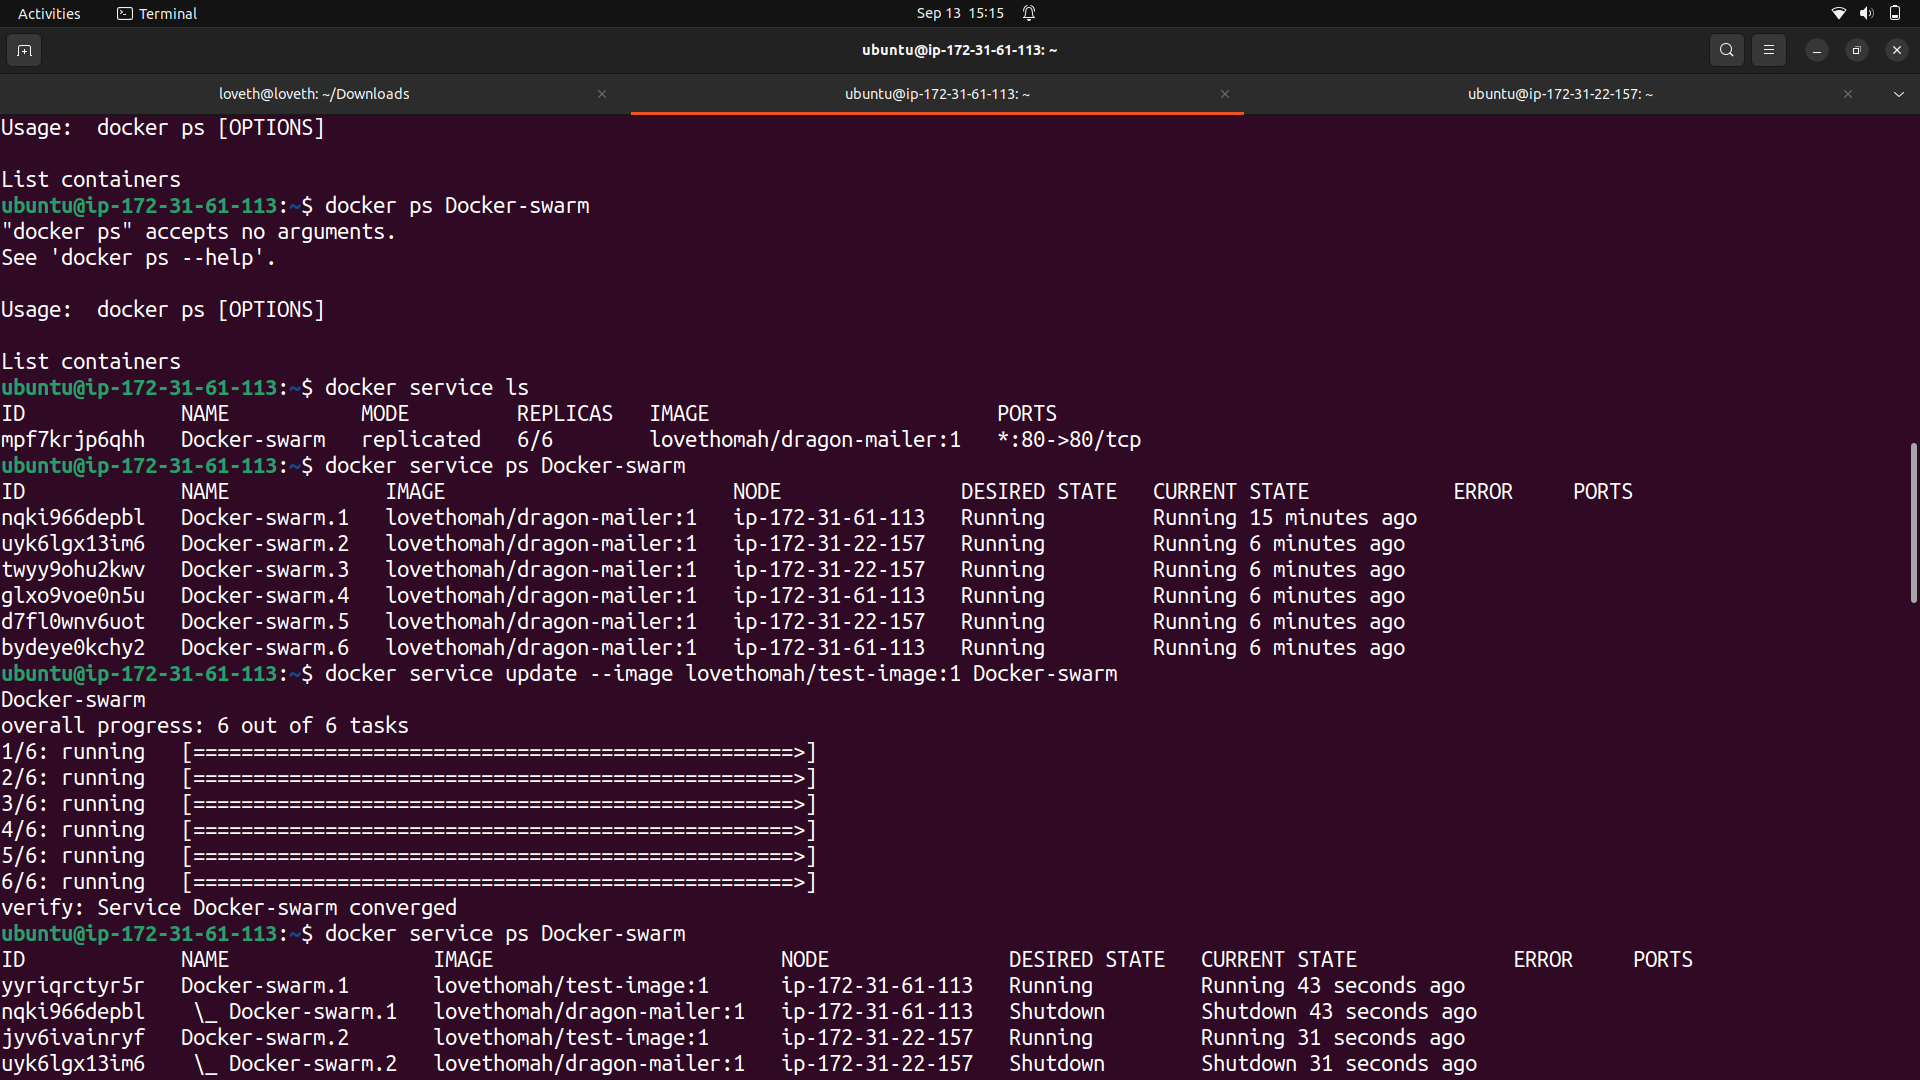 Activities Terminal Sep 13 15:15
ubuntu@ip-172-31-61-113: ~
loveth@loveth: ~/Downloads ubuntu@ip-172-31-61-113: ~ ubuntu@ip-172-31-22-157: ~
Usage:  docker ps [OPTIONS]
List containers
ubuntu@ip-172-31-61-113:~$ docker ps Docker-swarm
"docker ps" accepts no arguments.
See 'docker ps --help'.
Usage:  docker ps [OPTIONS]
List containers
ubuntu@ip-172-31-61-113:~$ docker service ls
ID             NAME           MODE         REPLICAS   IMAGE                        PORTS
mpf7krjp6qhh   Docker-swarm   replicated   6/6        lovethomah/dragon-mailer:1   *:80->80/tcp
ubuntu@ip-172-31-61-113:~$ docker service ps Docker-swarm
ID             NAME             IMAGE                        NODE               DESIRED STATE   CURRENT STATE            ERROR     PORTS
nqki966depbl   Docker-swarm.1   lovethomah/dragon-mailer:1   ip-172-31-61-113   Running         Running 15 minutes ago
uyk6lgx13im6   Docker-swarm.2   lovethomah/dragon-mailer:1   ip-172-31-22-157   Running         Running 6 minutes ago
twyy9ohu2kwv   Docker-swarm.3   lovethomah/dragon-mailer:1   ip-172-31-22-157   Running         Running 6 minutes ago
glxo9voe0n5u   Docker-swarm.4   lovethomah/dragon-mailer:1   ip-172-31-61-113   Running         Running 6 minutes ago
d7fl0wnv6uot   Docker-swarm.5   lovethomah/dragon-mailer:1   ip-172-31-22-157   Running         Running 6 minutes ago
bydeye0kchy2   Docker-swarm.6   lovethomah/dragon-mailer:1   ip-172-31-61-113   Running         Running 6 minutes ago
ubuntu@ip-172-31-61-113:~$ docker service update --image lovethomah/test-image:1 Docker-swarm
Docker-swarm
overall progress: 6 out of 6 tasks
1/6: running   [==================================================>]
2/6: running   [==================================================>]
3/6: running   [==================================================>]
4/6: running   [==================================================>]
5/6: running   [==================================================>]
6/6: running   [==================================================>]
verify: Service Docker-swarm converged
ubuntu@ip-172-31-61-113:~$ docker service ps Docker-swarm
ID             NAME                 IMAGE                        NODE               DESIRED STATE   CURRENT STATE             ERROR     PORTS
yyriqrctyr5r   Docker-swarm.1       lovethomah/test-image:1      ip-172-31-61-113   Running         Running 43 seconds ago
nqki966depbl    \_ Docker-swarm.1   lovethomah/dragon-mailer:1   ip-172-31-61-113   Shutdown        Shutdown 43 seconds ago
jyv6ivainryf   Docker-swarm.2       lovethomah/test-image:1      ip-172-31-22-157   Running         Running 31 seconds ago
uyk6lgx13im6    \_ Docker-swarm.2   lovethomah/dragon-mailer:1   ip-172-31-22-157   Shutdown        Shutdown 31 seconds ago